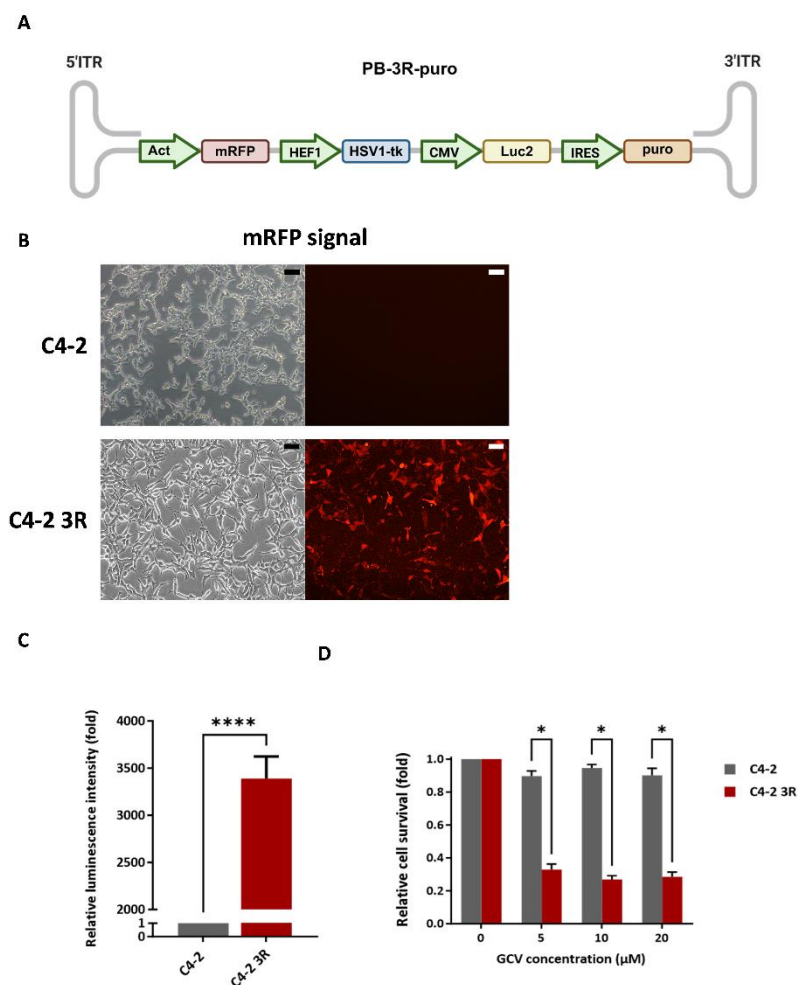 A
5'ITR
PB-3R-puro
3'ITR
Act mRFP HEF1 HSV1-tk CMV Luc2 IRES puro
B
mRFP signal
C4-2
C4-2 3R
C
D
Relative luminescence intensity (fold)
4000
3500
3000
2500
2000
1
0
****
C4-2
C4-2 3R
Relative cell survival (fold)
1.0
0.8
0.6
0.4
0.2
0.0
* * *
0 5 10 20
GCV concentration (μM)
C4-2
C4-2 3R